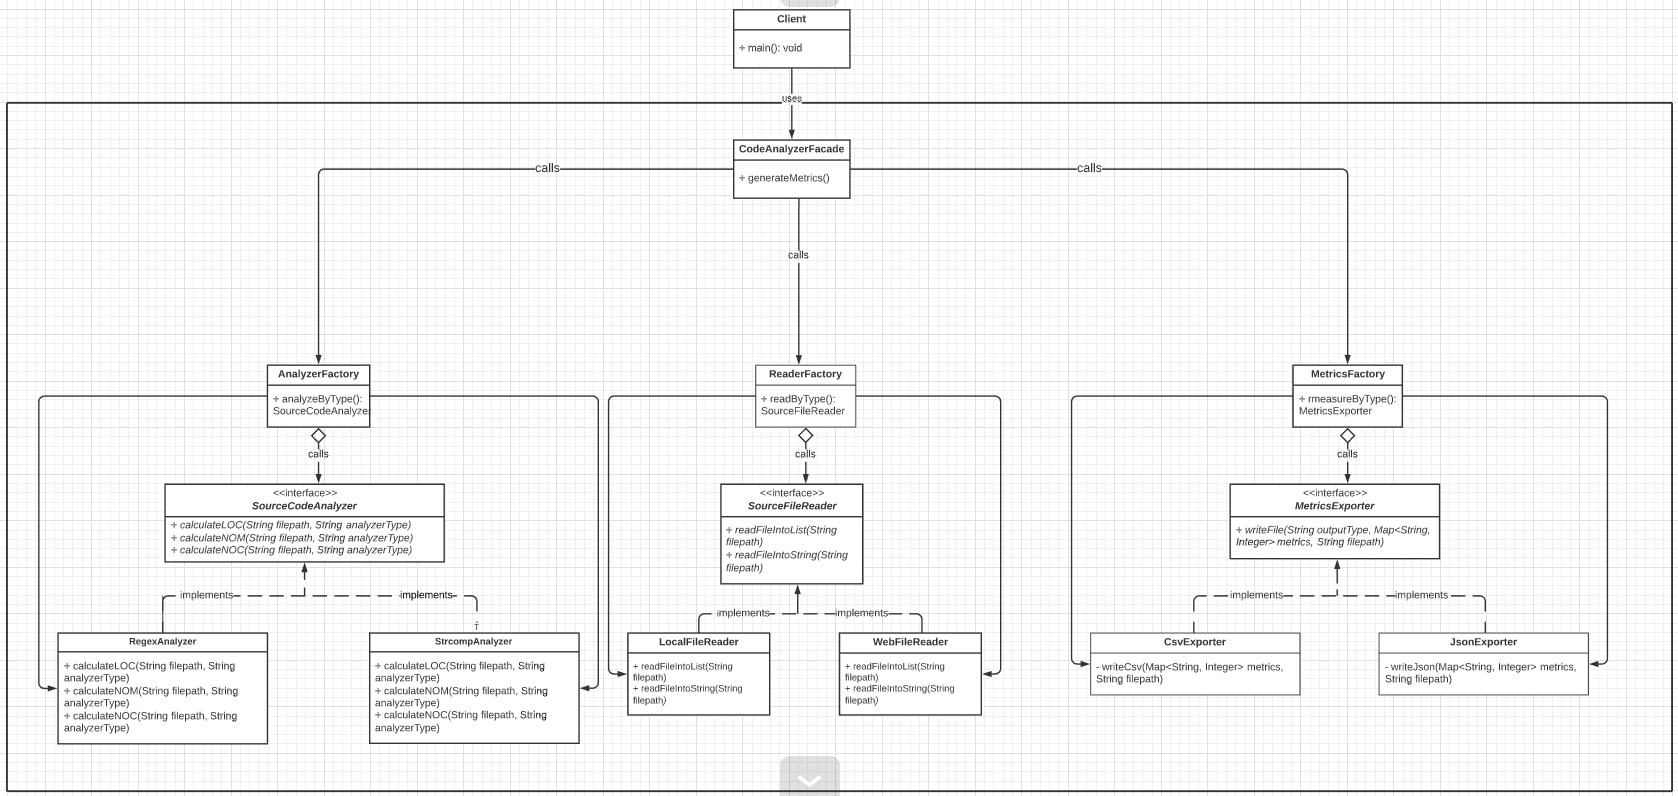 Client
+ main(): void
uses
CodeAnalyzerFacade
+ generateMetrics()
calls
calls
calls
AnalyzerFactory
+ analyzeByType():
SourceCodeAnalyzer
calls
<<interface>>
SourceCodeAnalyzer
+ calculateLOC(String filepath, String analyzerType)
+ calculateNOM(String filepath, String analyzerType)
+ calculateNOC(String filepath, String analyzerType)
implements
implements
RegexAnalyzer
+ calculateLOC(String filepath, String
analyzerType)
+ calculateNOM(String filepath, String
analyzerType)
+ calculateNOC(String filepath, String
analyzerType)
StrcompAnalyzer
+ calculateLOC(String filepath, String
analyzerType)
+ calculateNOM(String filepath, String
analyzerType)
+ calculateNOC(String filepath, String
analyzerType)
ReaderFactory
+ readByType():
SourceFileReader
calls
<<interface>>
SourceFileReader
+ readFileIntoList(String
filepath)
+ readFileIntoString(String
filepath)
implements
implements
LocalFileReader
+ readFileIntoList(String
filepath)
+ readFileIntoString(String
filepath)
WebFileReader
+ readFileIntoList(String
filepath)
+ readFileIntoString(String
filepath)
MetricsFactory
+ rmeasureByType():
MetricsExporter
calls
<<interface>>
MetricsExporter
+ writeFile(String outputType, Map<String,
Integer> metrics, String filepath)
implements
implements
CsvExporter
- writeCsv(Map<String, Integer> metrics,
String filepath)
JsonExporter
- writeJson(Map<String, Integer> metrics,
String filepath)